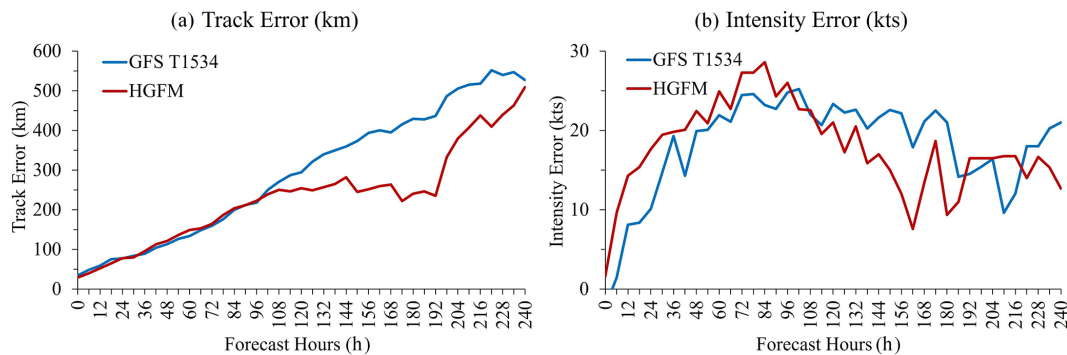 (a) Track Error (km)
600
500
400
300
200
100
0
Track Error (km)
GFS T1534
HGFM
0 12 24 36 48 60 72 84 96 108 120 132 144 156 168 180 192 204 216 228 240
Forecast Hours (h)
(b) Intensity Error (kts)
30
20
10
0
Intensity Error (kts)
GFS T1534
HGFM
0 12 24 36 48 60 72 84 96 108 120 132 144 156 168 180 192 204 216 228 240
Forecast Hours (h)